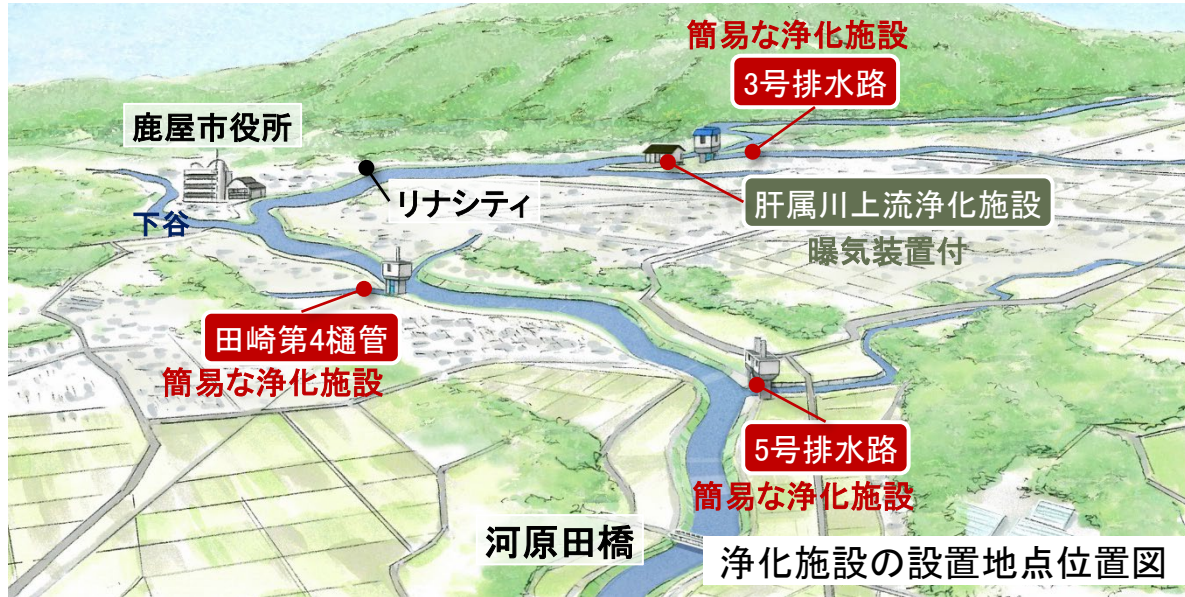 簡易な浄化施設
3号排水路
鹿屋市役所
リナシティ
肝属川上流浄化施設
曝気装置付
下谷
田崎第4樋管
簡易な浄化施設
5号排水路
簡易な浄化施設
河原田橋
浄化施設の設置地点位置図